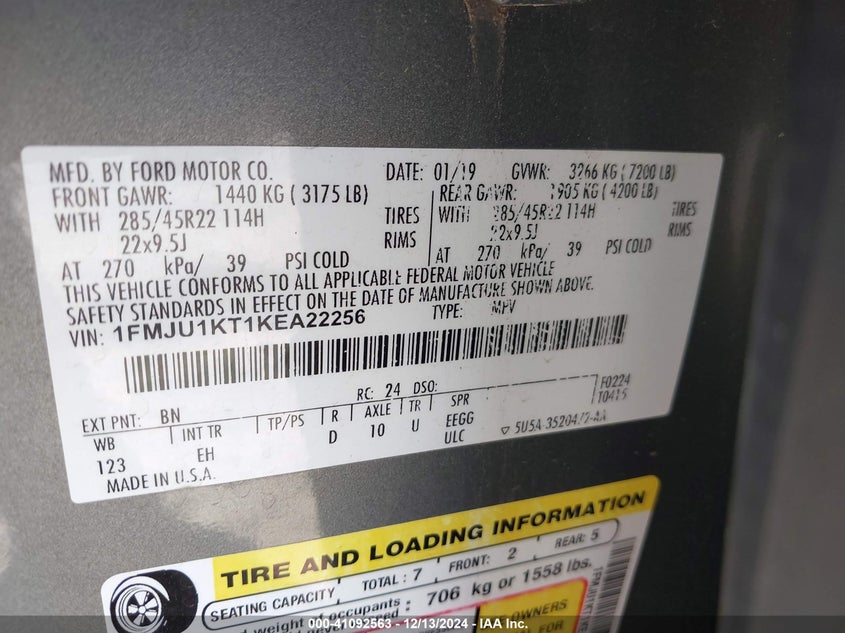 MFD. BY FORD MOTOR CO. DATE: 01/19 GVWR: 3266 KG ( 7200 LB)
FRONT GAWR: 1440 KG ( 3175 LB) REAR GAWR: 1905 KG ( 4200 LB)
WITH 285/45R22 114H TIRES WITH 285/45R22 114H TIRES
22x9.5J RIMS 22x9.5J RIMS
AT 270 kPa/ 39 PSI COLD AT 270 kPa/ 39 PSI COLD
THIS VEHICLE CONFORMS TO ALL APPLICABLE FEDERAL MOTOR VEHICLE
SAFETY STANDARDS IN EFFECT ON THE DATE OF MANUFACTURE SHOWN ABOVE.
VIN: 1FMJU1KT1KEA22256 TYPE: MPV
RC: 24 DSO: F0224
EXT PNT: BN T0415
WB INT TR TP/PS R AXLE TR SPR
123 EH D 10 U EEGG
ULC
MADE IN U.S.A.
TIRE AND LOADING INFORMATION
SEATING CAPACITY TOTAL: 7 FRONT: 2 REAR: 5
weight of occupants : 706 kg or 1558 lbs.
OWNERS
AL FOR
000-41092563 - 12/13/2024 - IAA Inc.